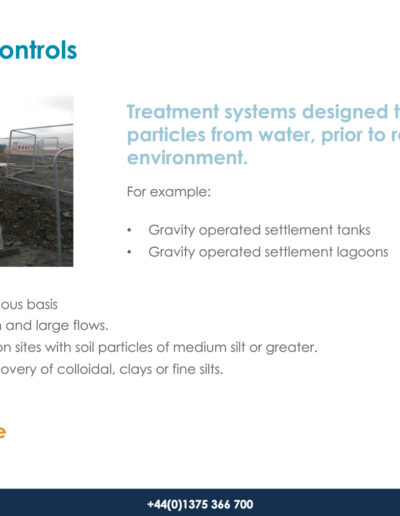 ontrols
Treatment systems designed t
particles from water, prior to r
environment.
For example:
• Gravity operated settlement tanks
• Gravity operated settlement lagoons
ous basis
and large flows.
on sites with soil particles of medium silt or greater.
overy of colloidal, clays or fine silts.
e
+44(0)1375 366 700